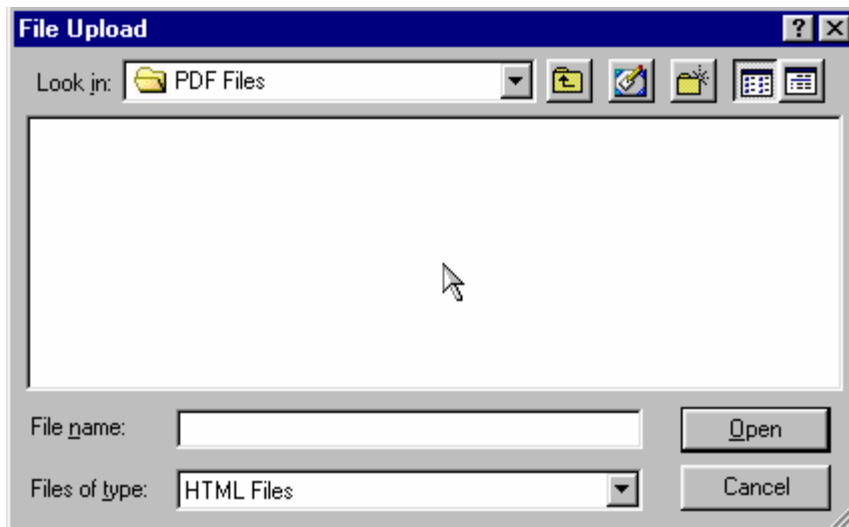 File Upload
Look in: PDF Files
File name:
Open
Files of type: HTML Files
Cancel